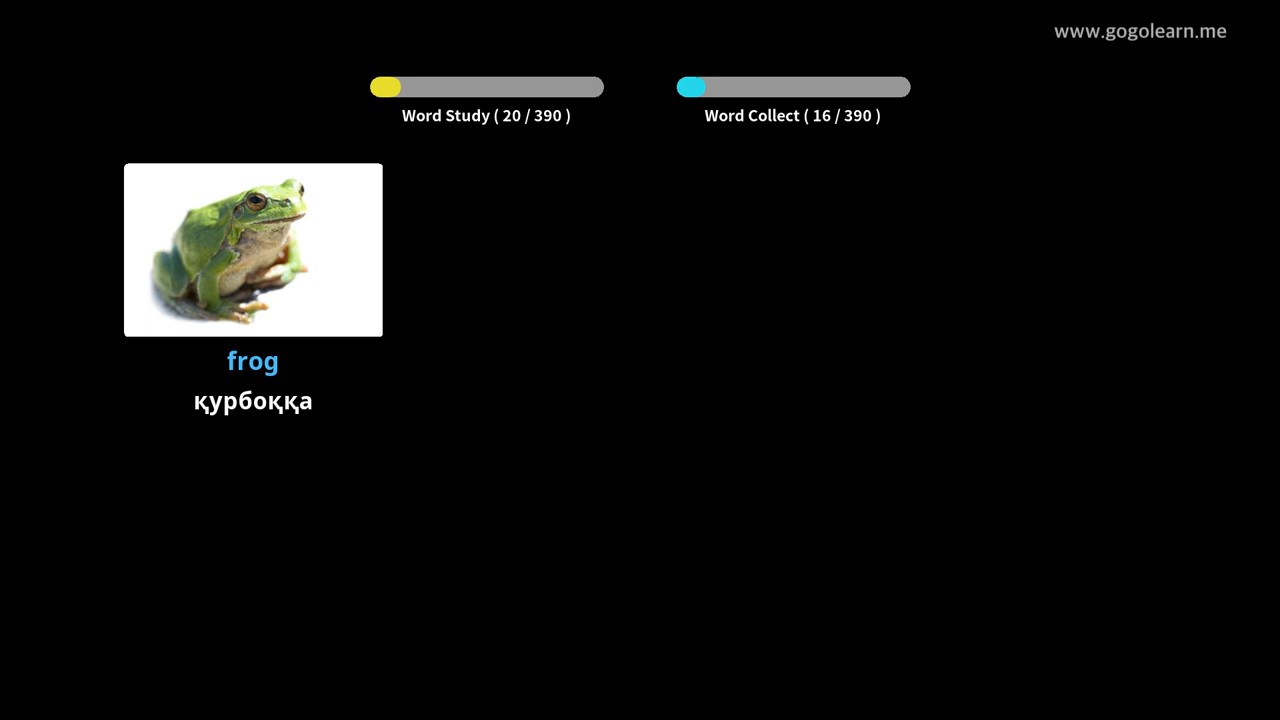 www.gogolearn.me
Word Study ( 20 / 390 )
Word Collect ( 16 / 390 )
frog
қурбоққа